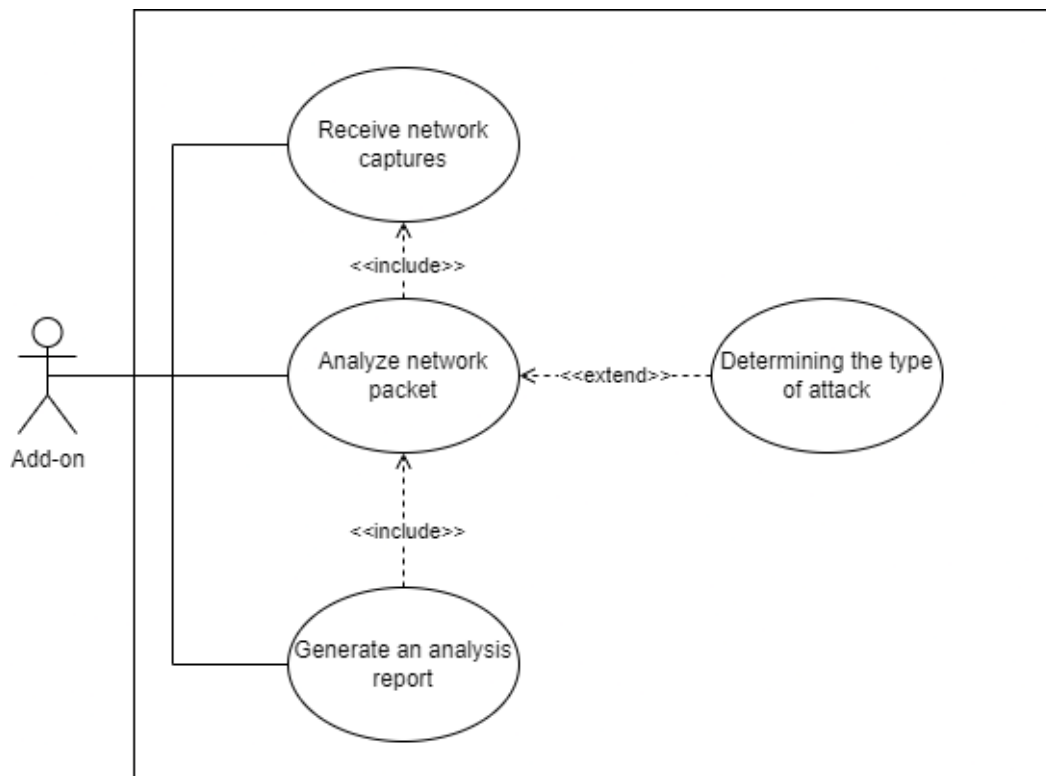 Receive network
captures
<<include>>
Analyze network
packet
<<extend>>
Determining the type
of attack
Add-on
<<include>>
Generate an analysis
report